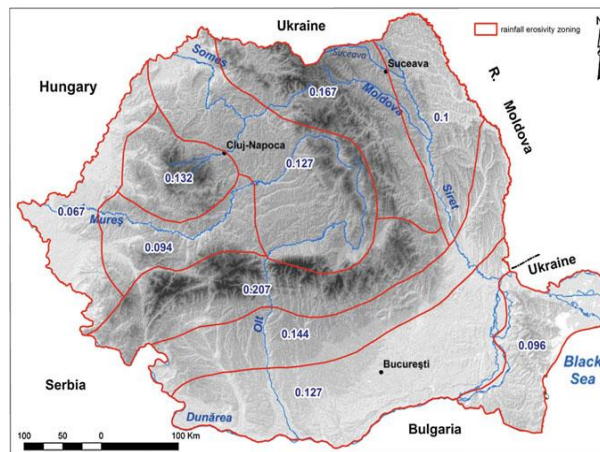 Ukraine
rainfall erosivity zoning
N
Someș
Suceava
Suceava
Hungary
0.167
Moldova
R. Moldova
0.1
Cluj-Napoca
0.127
0.132
Siret
0.067
Mureș
0.094
Ukraine
0.207
Olt
0.144
0.096
București
Black
Sea
Serbia
0.127
Dunărea
Bulgaria
100 50 0 100 Km